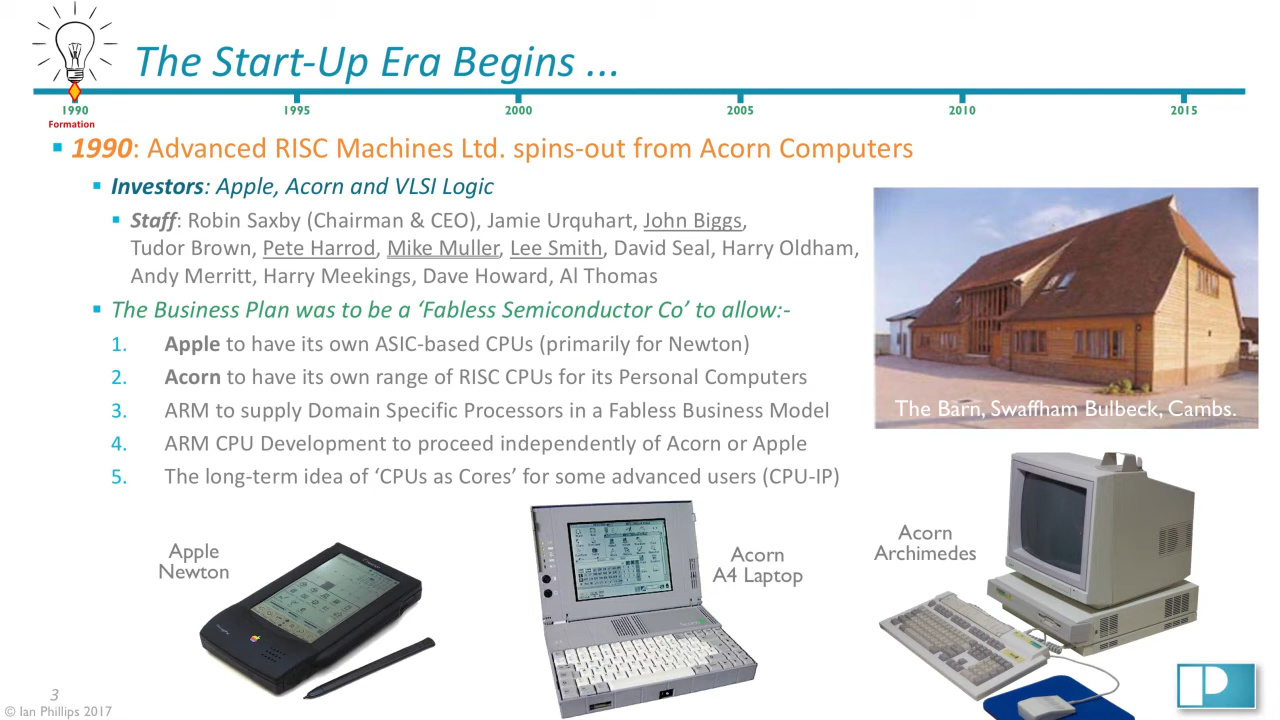 The Start-Up Era Begins ...
1990 1995 2000 2005 2010 2015
Formation
1990: Advanced RISC Machines Ltd. spins-out from Acorn Computers
Investors: Apple, Acorn and VLSI Logic
Staff: Robin Saxby (Chairman & CEO), Jamie Urquhart, John Biggs,
Tudor Brown, Pete Harrod, Mike Muller, Lee Smith, David Seal, Harry Oldham,
Andy Merritt, Harry Meekings, Dave Howard, Al Thomas
The Business Plan was to be a ‘Fabless Semiconductor Co’ to allow:-
1. Apple to have its own ASIC-based CPUs (primarily for Newton)
2. Acorn to have its own range of RISC CPUs for its Personal Computers
3. ARM to supply Domain Specific Processors in a Fabless Business Model
4. ARM CPU Development to proceed independently of Acorn or Apple
5. The long-term idea of ‘CPUs as Cores’ for some advanced users (CPU-IP)
The Barn, Swaffham Bulbeck, Cambs.
Apple
Newton
Acorn
A4 Laptop
Acorn
Archimedes
P
3
© Ian Phillips 2017